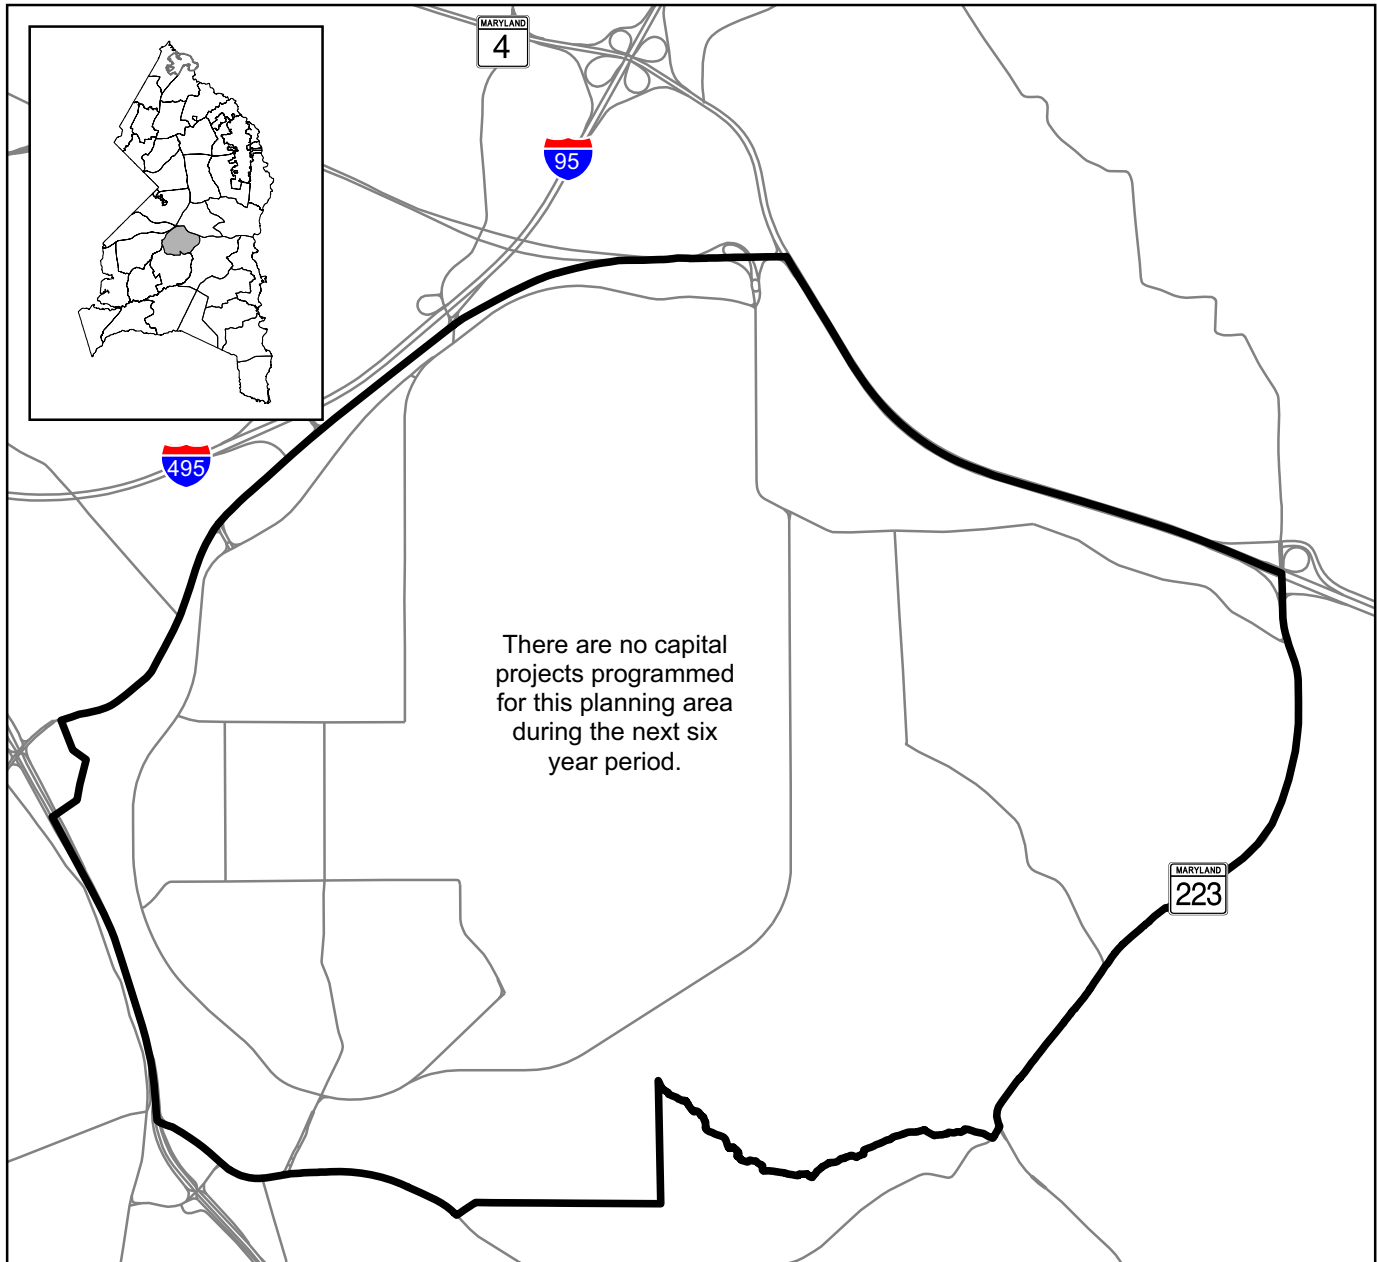 MARYLAND
4
95
495
There are no capital
projects programmed
for this planning area
during the next six
year period.
MARYLAND
223